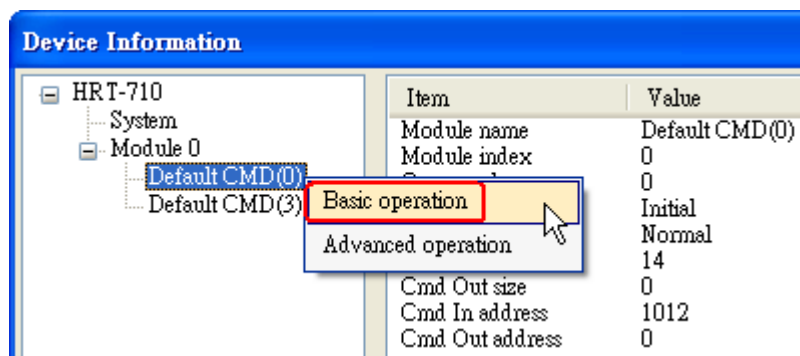 Device Information
HRT-710
System
Module 0
Default CMD(0)
Default CMD(3)
Basic operation
Advanced operation
Item Value
Module name Default CMD(0)
Module index 0
0
Initial
Normal
14
Cmd Out size 0
Cmd In address 1012
Cmd Out address 0